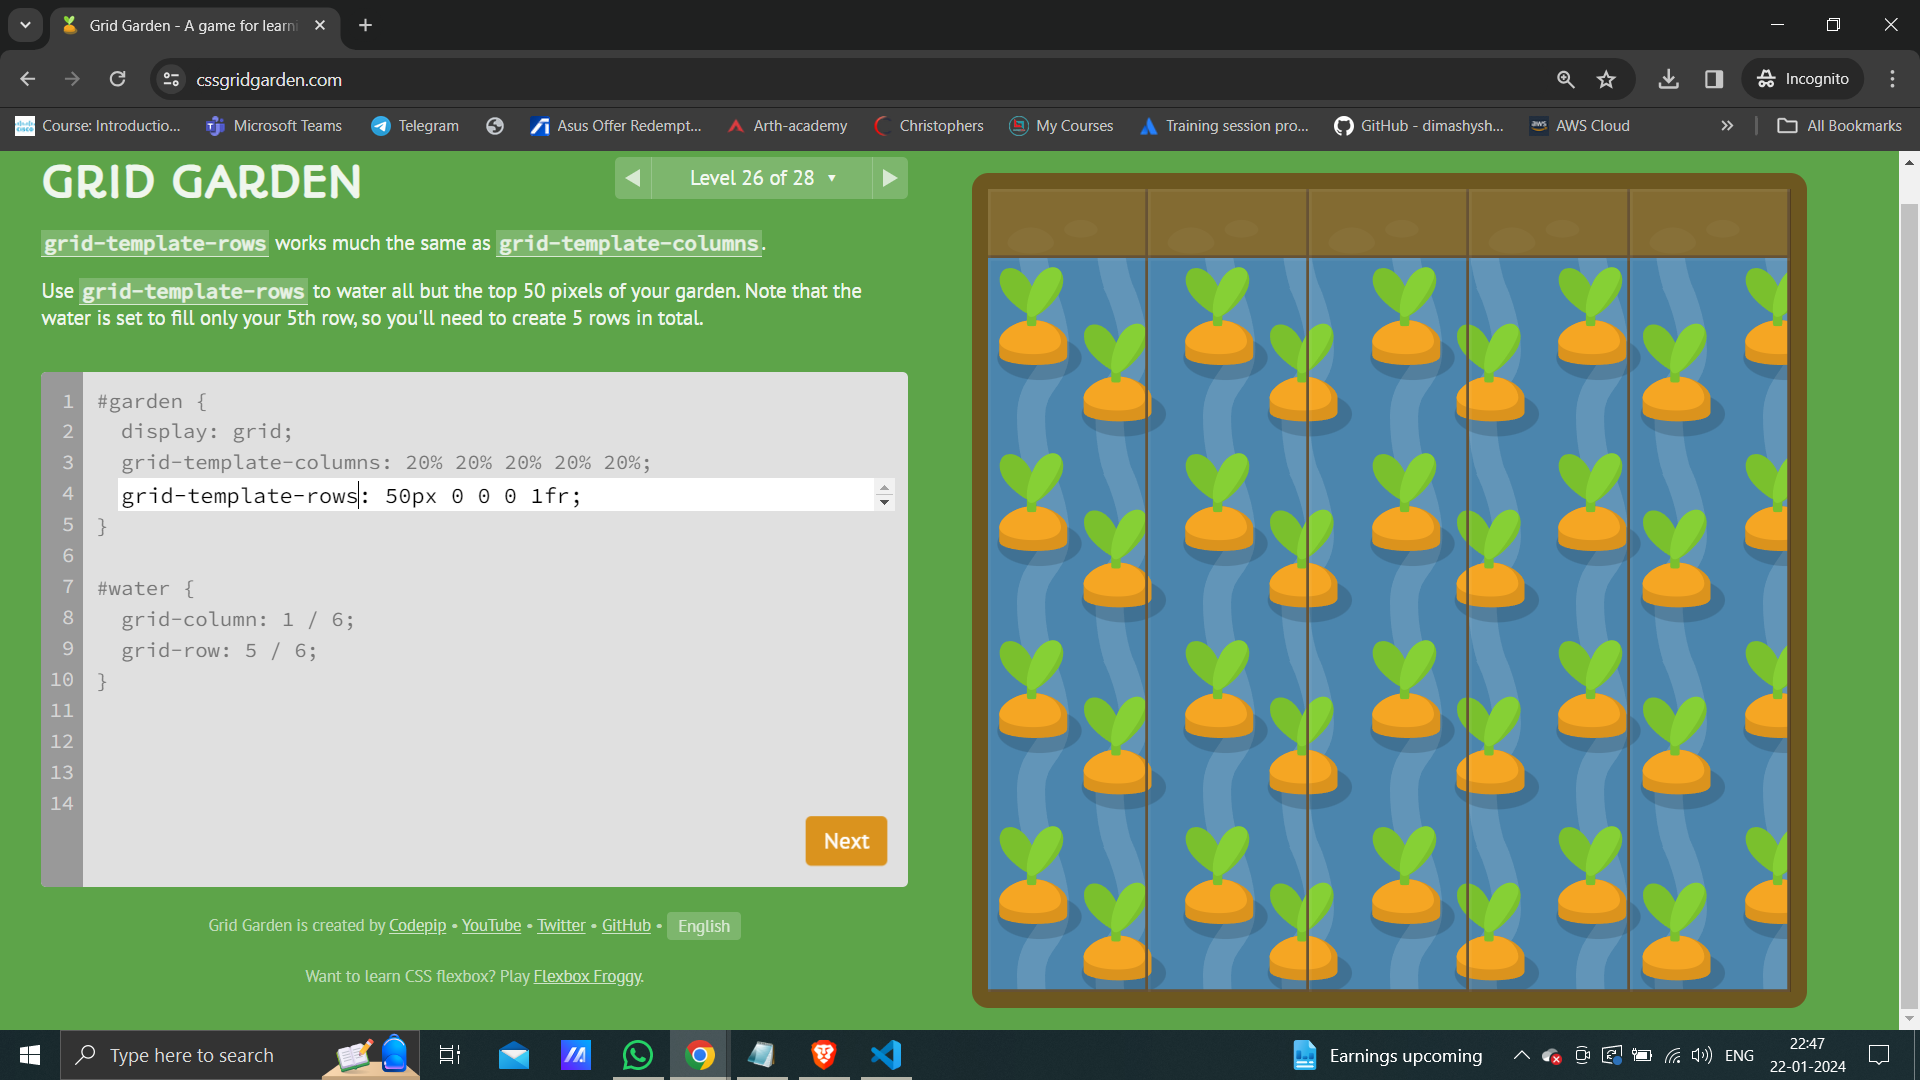 Grid Garden - A game for learni
cssgridgarden.com
Incognito
Course: Introductio...
Microsoft Teams
Telegram
Asus Offer Redempt...
Arth-academy
Christophers
My Courses
Training session pro...
GitHub - dimashysh...
AWS Cloud
All Bookmarks
GRID GARDEN
Level 26 of 28
grid-template-rows works much the same as grid-template-columns.
Use grid-template-rows to water all but the top 50 pixels of your garden. Note that the
water is set to fill only your 5th row, so you'll need to create 5 rows in total.
1 #garden {
2 display: grid;
3 grid-template-columns: 20% 20% 20% 20% 20%;
4 grid-template-rows: 50px 0 0 0 1fr;
5 }
6
7 #water {
8 grid-column: 1 / 6;
9 grid-row: 5 / 6;
10 }
11
12
13
14
Next
Grid Garden is created by Codepip • YouTube • Twitter • GitHub • English
Want to learn CSS flexbox? Play Flexbox Froggy.
Type here to search
Earnings upcoming
ENG
22:47
22-01-2024